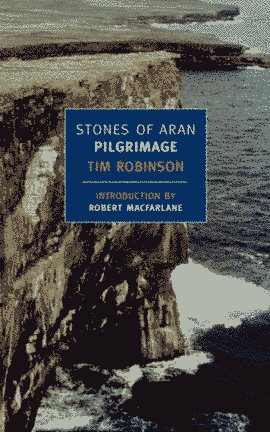 STONES OF ARAN
PILGRIMAGE
TIM ROBINSON
INTRODUCTION BY
ROBERT MACFARLANE